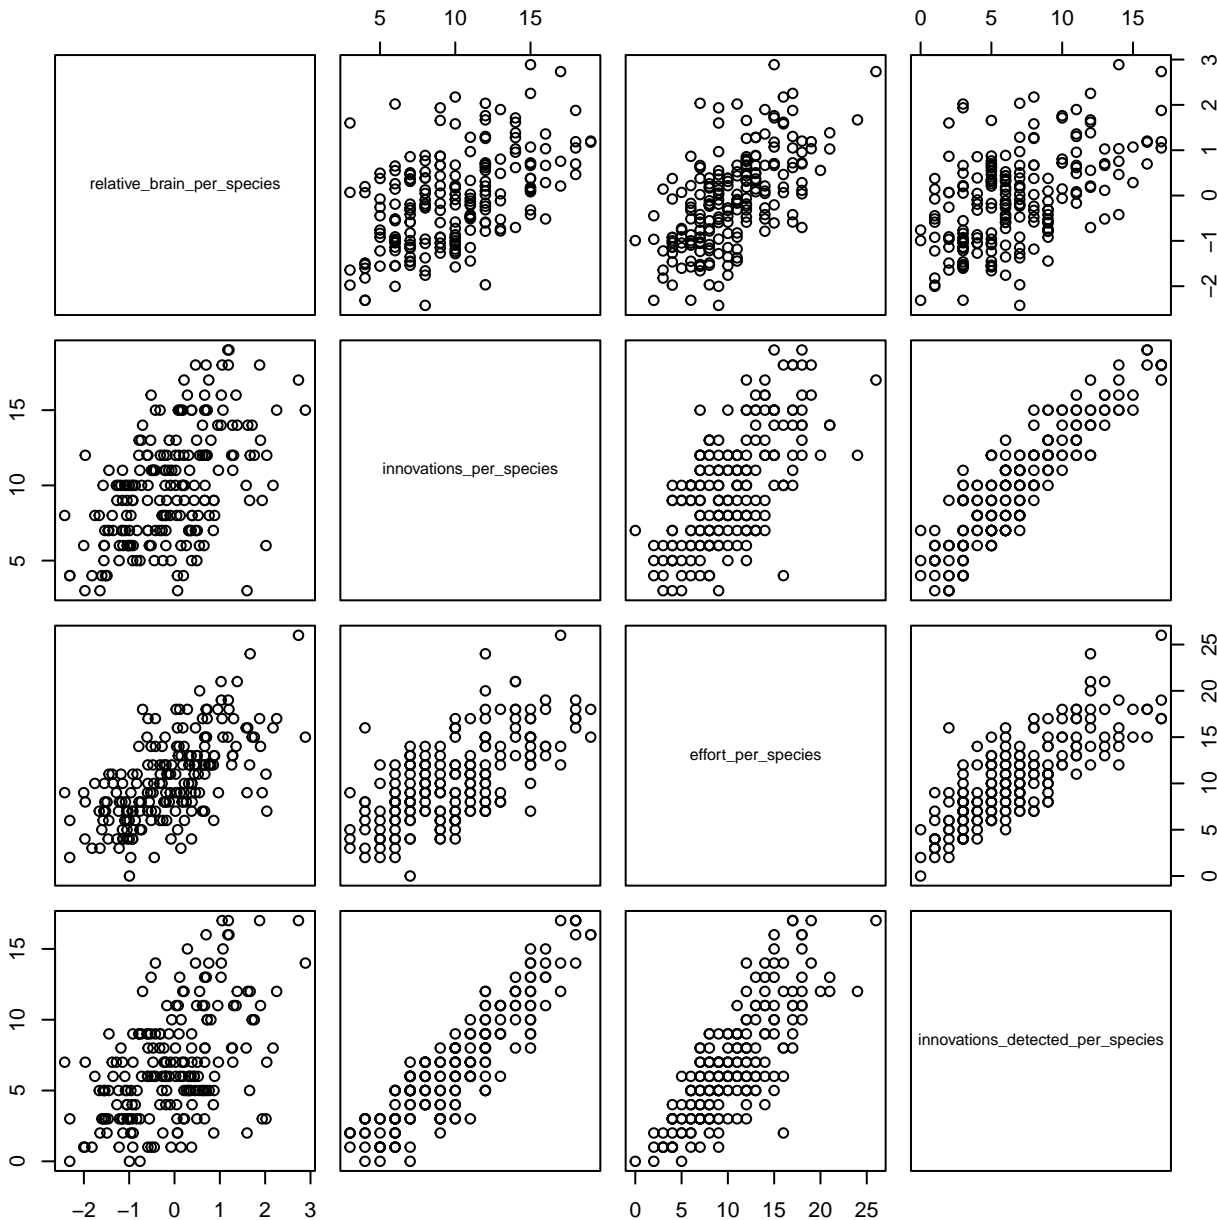 5 10 15
0 5 10 15
relative_brain_per_species
−2 −1 0 1 2 3
5 10 15
innovations_per_species
effort_per_species
0 5 10 15 20 25
0 5 10 15
innovations_detected_per_species
−2 −1 0 1 2 3
0 5 10 15 20 25